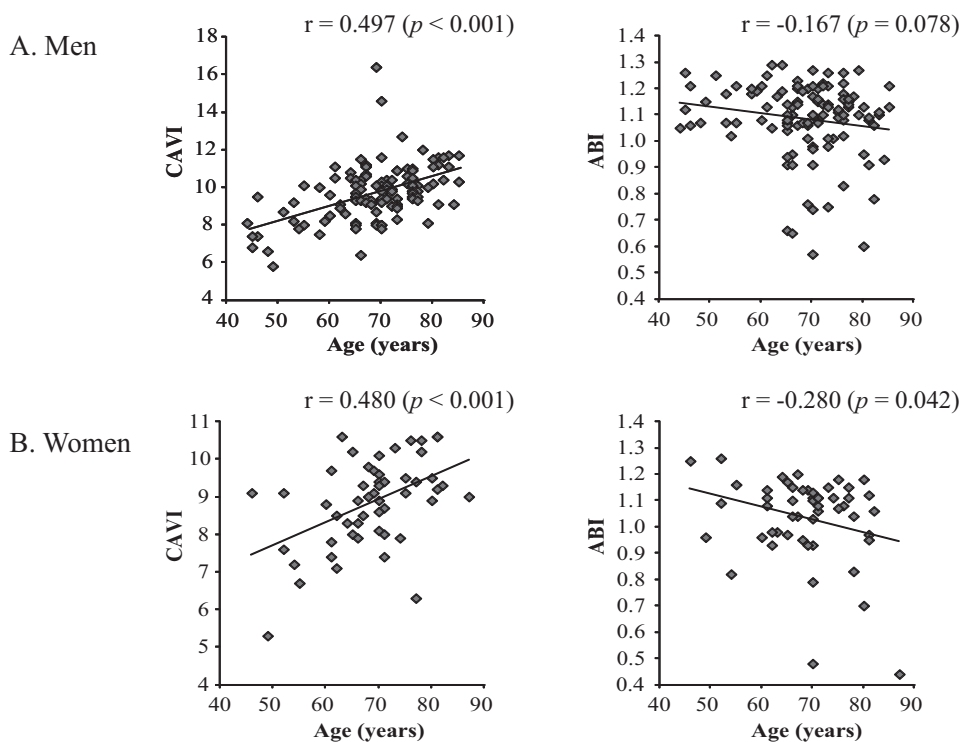 A. Men
r = 0.497 (p < 0.001)
CAVI
18
16
14
12
10
8
6
4
40 50 60 70 80 90
Age (years)
r = -0.167 (p = 0.078)
ABI
1.4
1.3
1.2
1.1
1.0
0.9
0.8
0.7
0.6
0.5
0.4
40 50 60 70 80 90
Age (years)
B. Women
r = 0.480 (p < 0.001)
CAVI
11
10
9
8
7
6
5
4
40 50 60 70 80 90
Age (years)
r = -0.280 (p = 0.042)
ABI
1.4
1.3
1.2
1.1
1.0
0.9
0.8
0.7
0.6
0.5
0.4
40 50 60 70 80 90
Age (years)